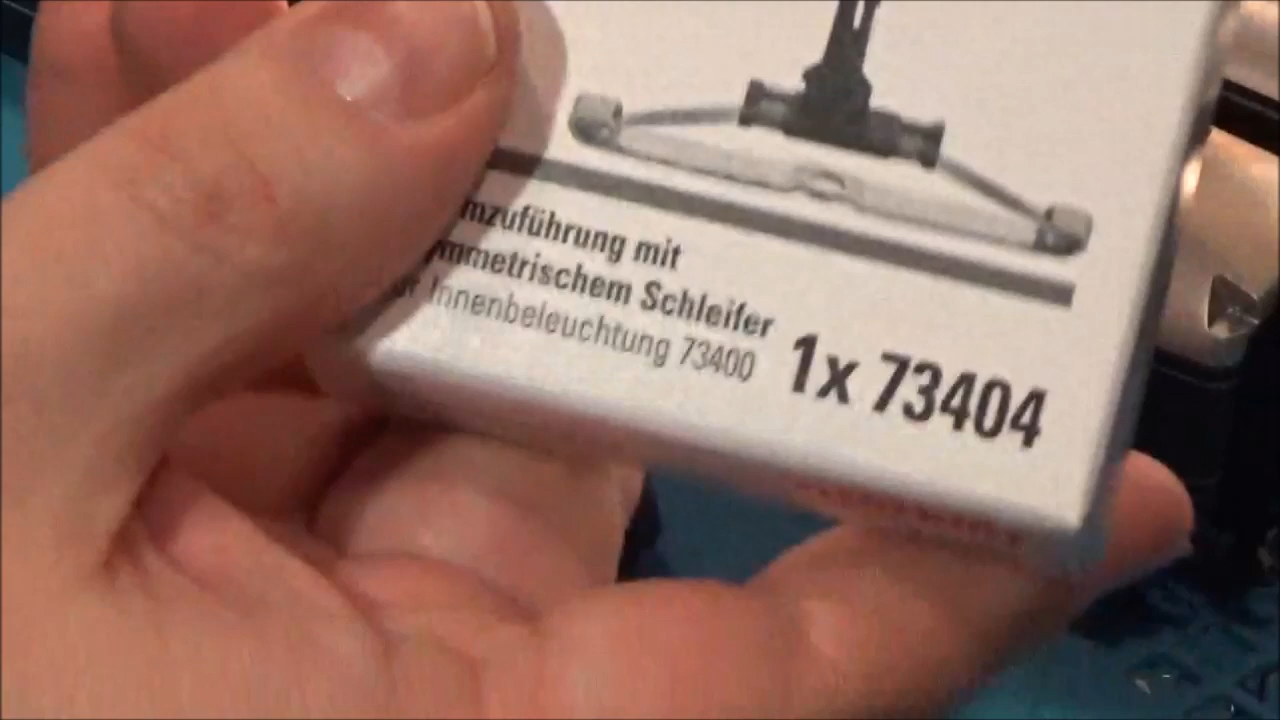 mzuführung mit
mmetrischem Schleifer
Innenbeleuchtung 73400
1x 73404